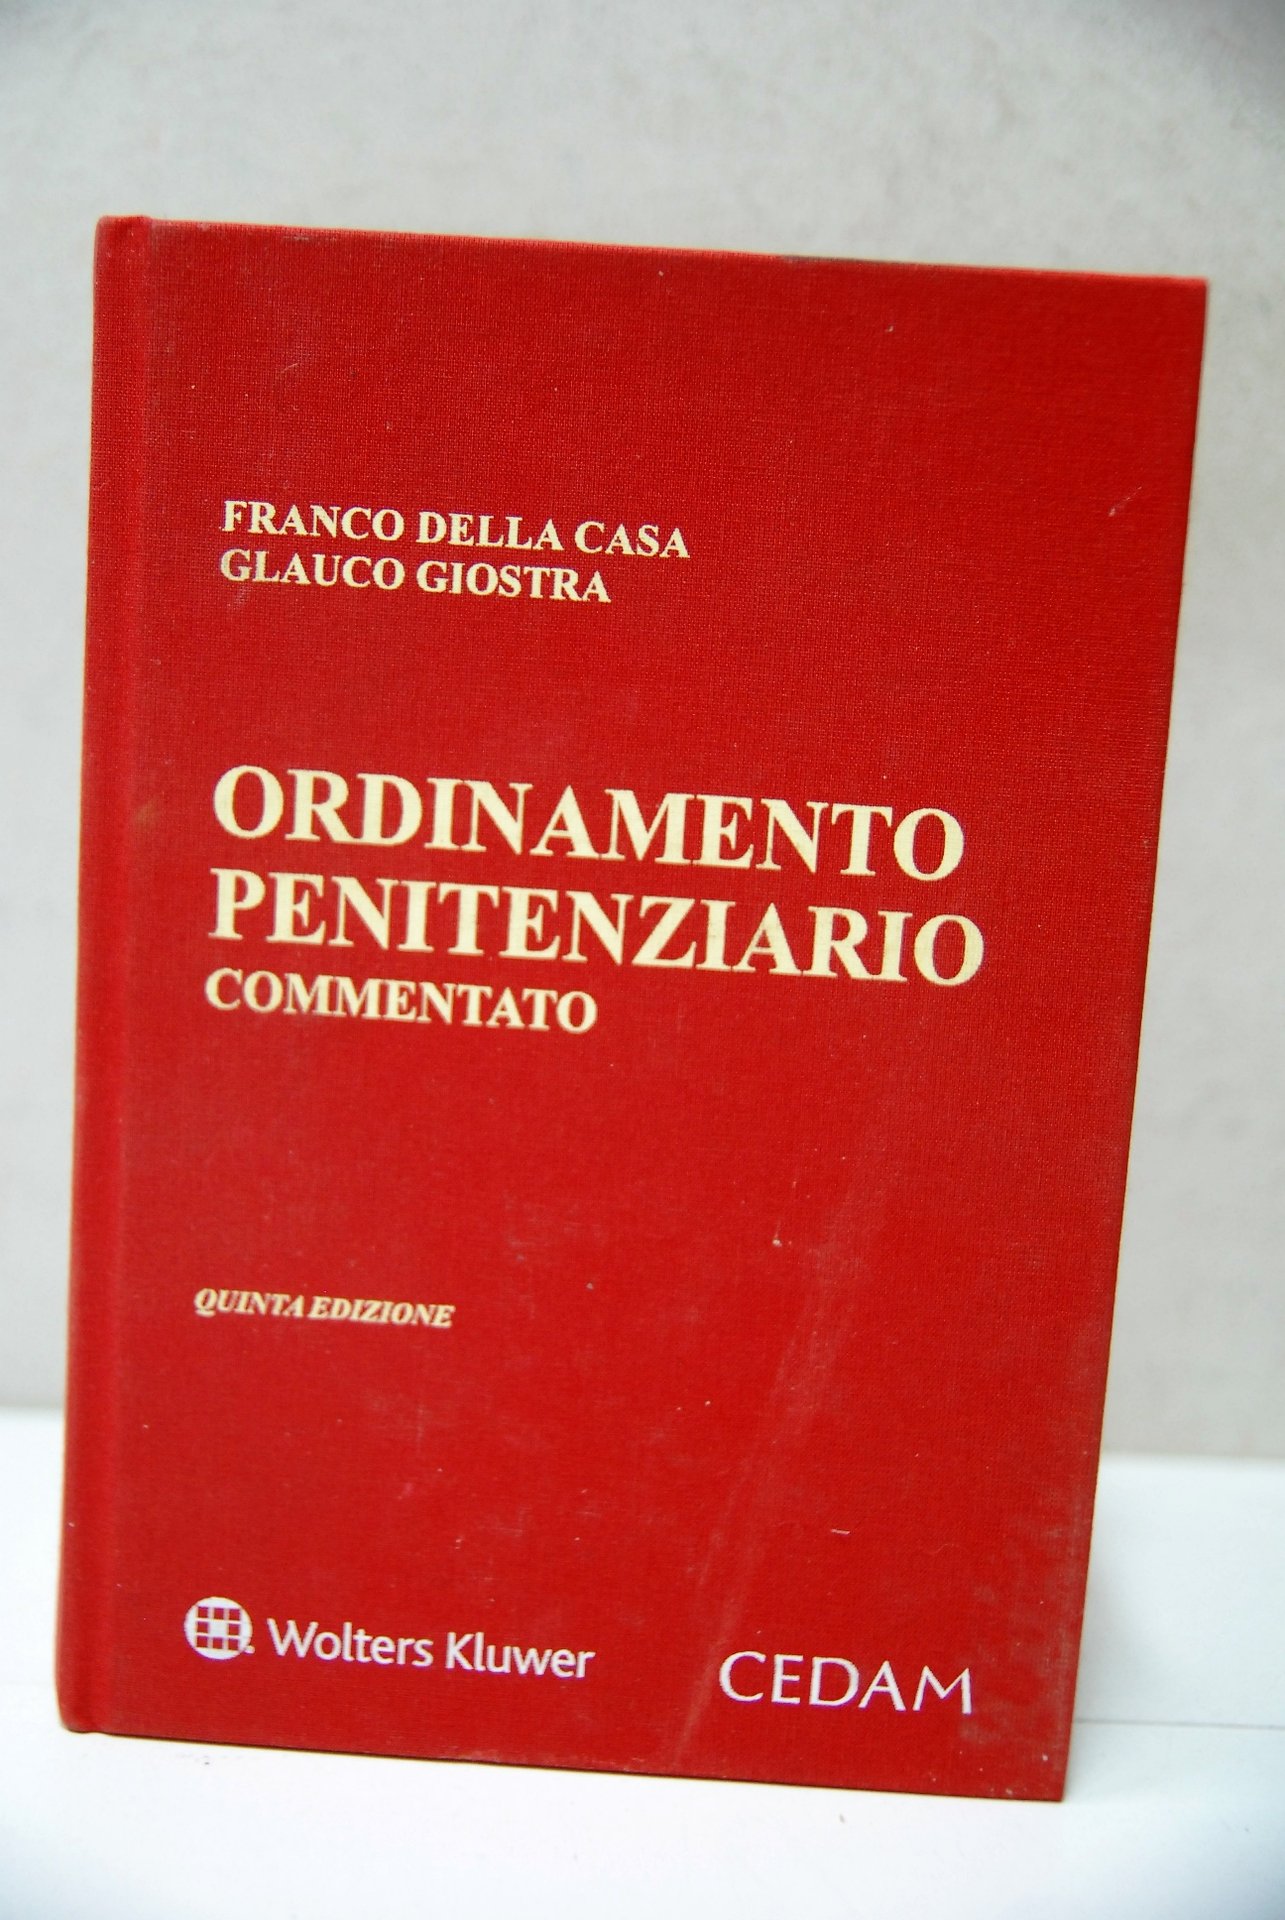 FRANCO DELLA CASA
GLAUCO GIOSTRA
ORDINAMENTO
PENITENZIARIO
COMMENTATO
QUINTA EDIZIONE
Wolters Kluwer
CEDAM